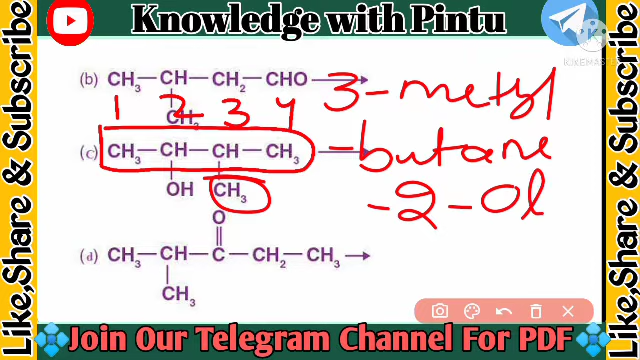 Knowledge with Pintu
Like,Share & Subscribe
Like,Share & Subscribe
KINEMASTER
(b) CH₃—CH—CH₂—CHO
CH₃
3-metyl
1 2 3 4
(c) CH₃—CH—CH—CH₃
-butane
OH CH₃
-2-Ol
O
(d) CH₃—CH—C—CH₂—CH₃
CH₃
Join Our Telegram Channel For PDF